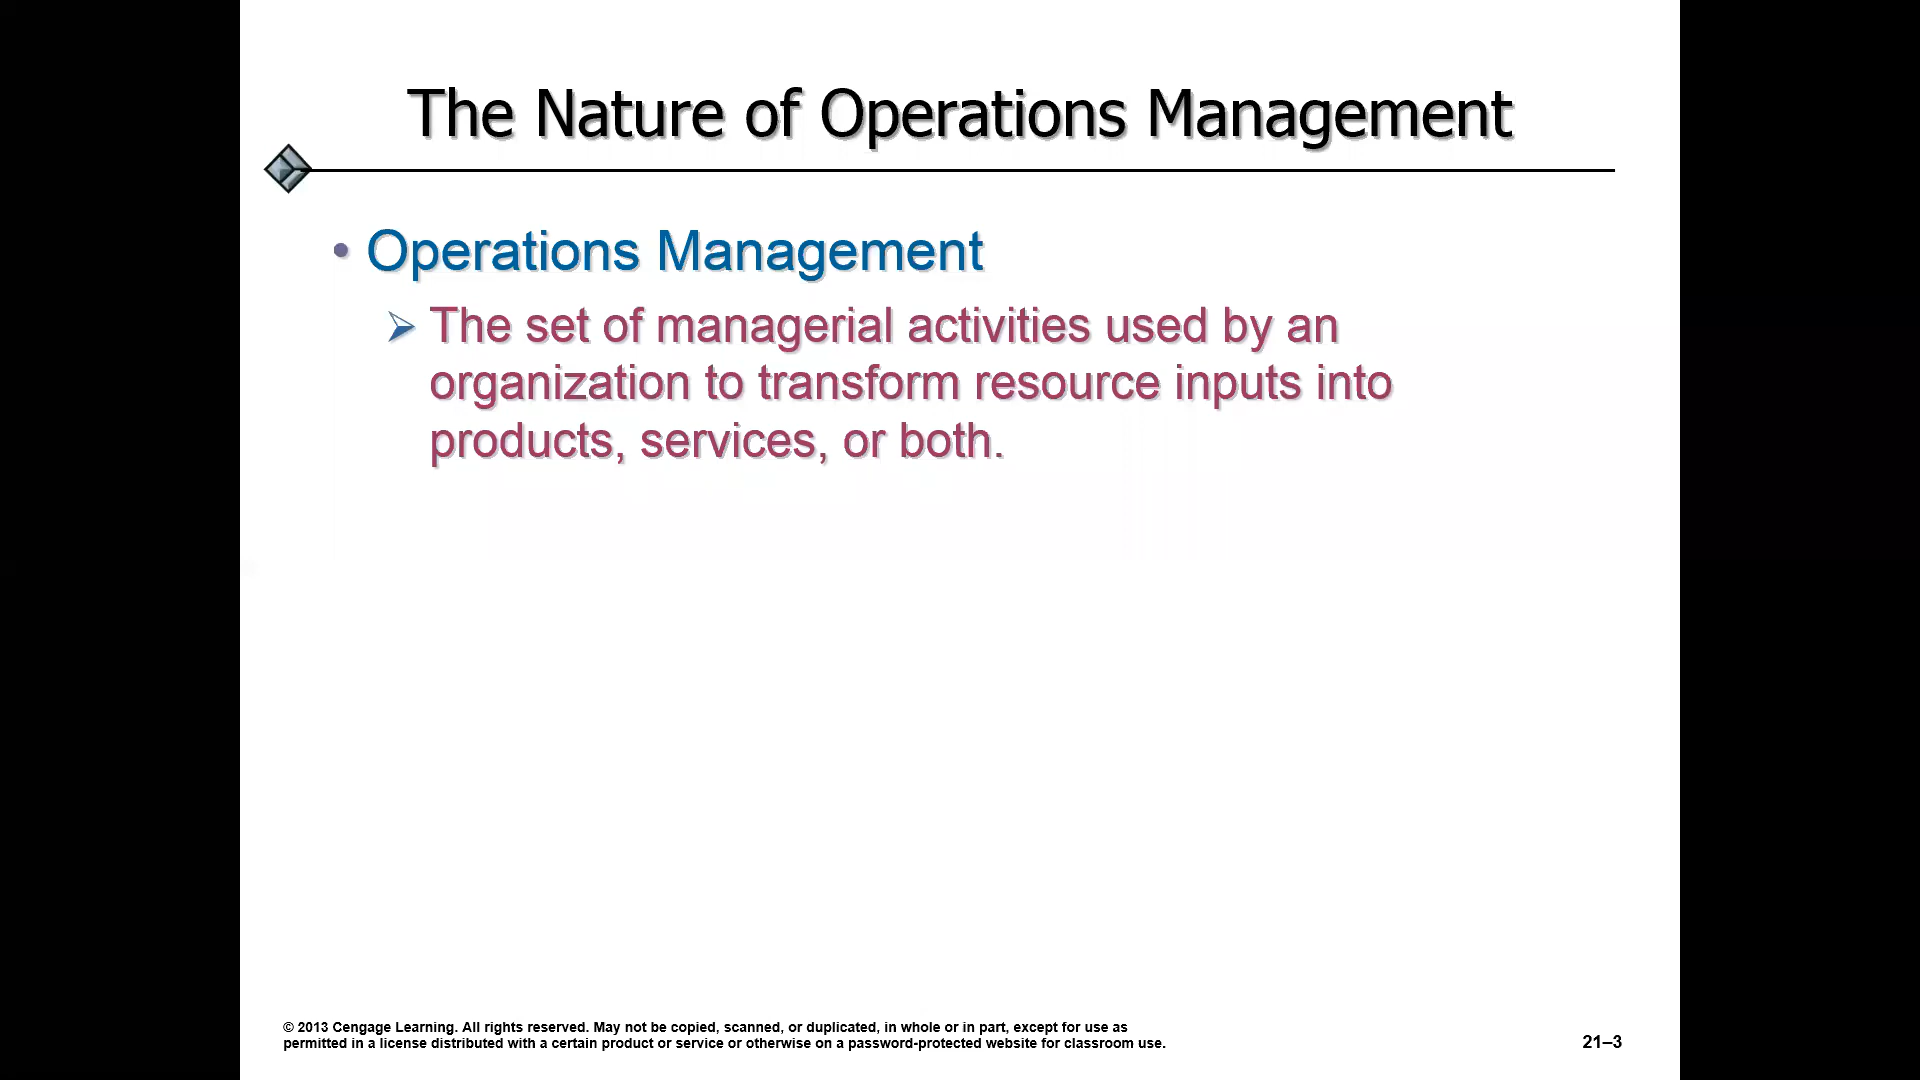 The Nature of Operations Management
• Operations Management
➢ The set of managerial activities used by an
organization to transform resource inputs into
products, services, or both.
© 2013 Cengage Learning. All rights reserved. May not be copied, scanned, or duplicated, in whole or in part, except for use as
permitted in a license distributed with a certain product or service or otherwise on a password-protected website for classroom use.
21–3